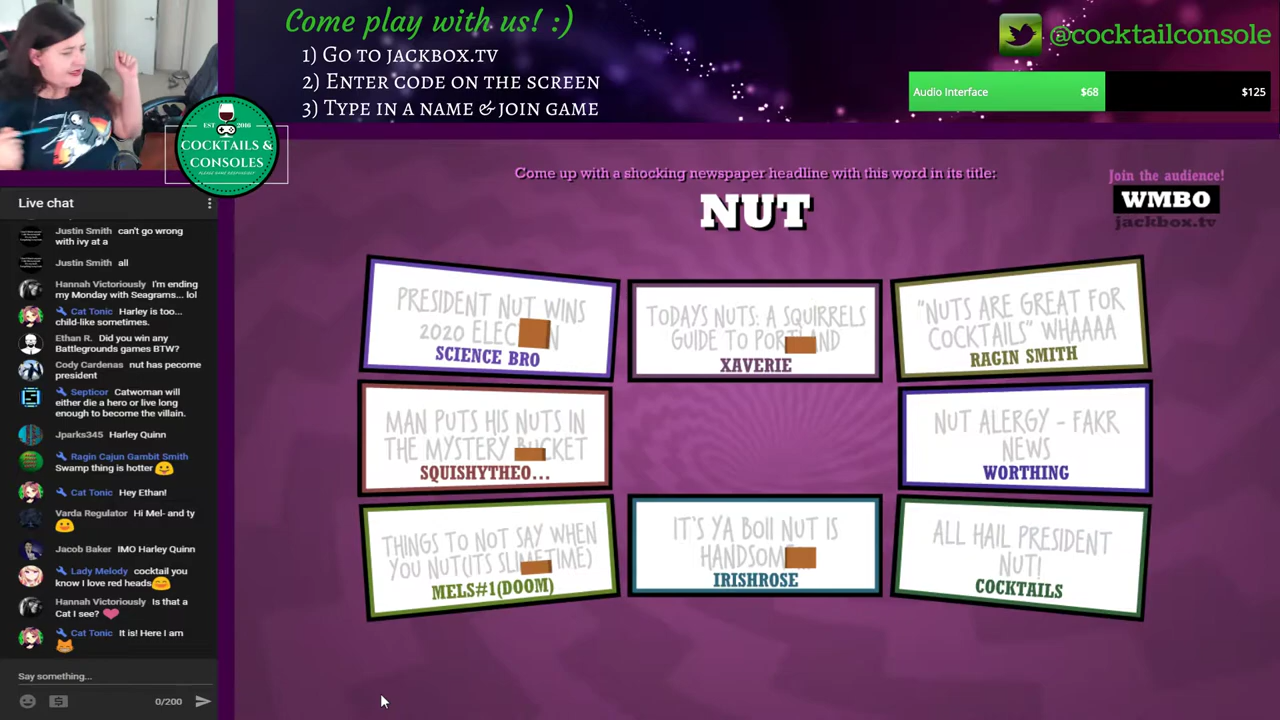 Come play with us! :)
1) Go to jackbox.tv
2) Enter code on the screen
3) Type in a name & join game
@cocktailconsole
Audio Interface $68 $125
EST 2016
COCKTAILS &
CONSOLES
PLEASE GAME RESPONSIBLY
Live chat
Justin Smith can't go
wrong with ivy at a
Justin Smith all
Hannah Victoriously I'm ending
my Monday with Seagrams... lol
Cat Tonic Harley is too...
child-like sometimes.
Ethan R. Did you win any
Battlegrounds games BTW?
Cody Cardenas nut has pecome
president
Septicor Catwoman will
either die a hero or live long
enough to become the villain.
Jparks345 Harley Quinn
Ragin Cajun Gambit Smith
Swamp thing is hotter
Cat Tonic Hey Ethan!
Varda Regulator Hi Mel- and ty
Jacob Baker IMO Harley Quinn
Lady Melody cocktail you
know I love red heads
Hannah Victoriously Is that a
Cat I see?
Cat Tonic It is! Here I am
Say something...
0/200
Come up with a shocking newspaper headline with this word in its title:
NUT
Join the audience!
WMBO
jackbox.tv
PRESIDENT NUT WINS
2020
SCIENCE BRO
TODAYS NUTS: A SQUIRRELS
GUIDE TO
XAVERIE
"NUTS ARE GREAT FOR
COCKTAILS" WHAAAA
RAGIN SMITH
MAN PUTS HIS NUTS IN
THE MYSTERY
SQUISHYTHEO...
NUT ALERGY - FAKR
NEWS
WORTHING
THINGS TO NOT SAY WHEN
YOU NUT(ITS
MELS#1(DOOM)
IT'S YA BOII NUT IS
IRISHROSE
ALL HAIL PRESIDENT
NUT!
COCKTAILS